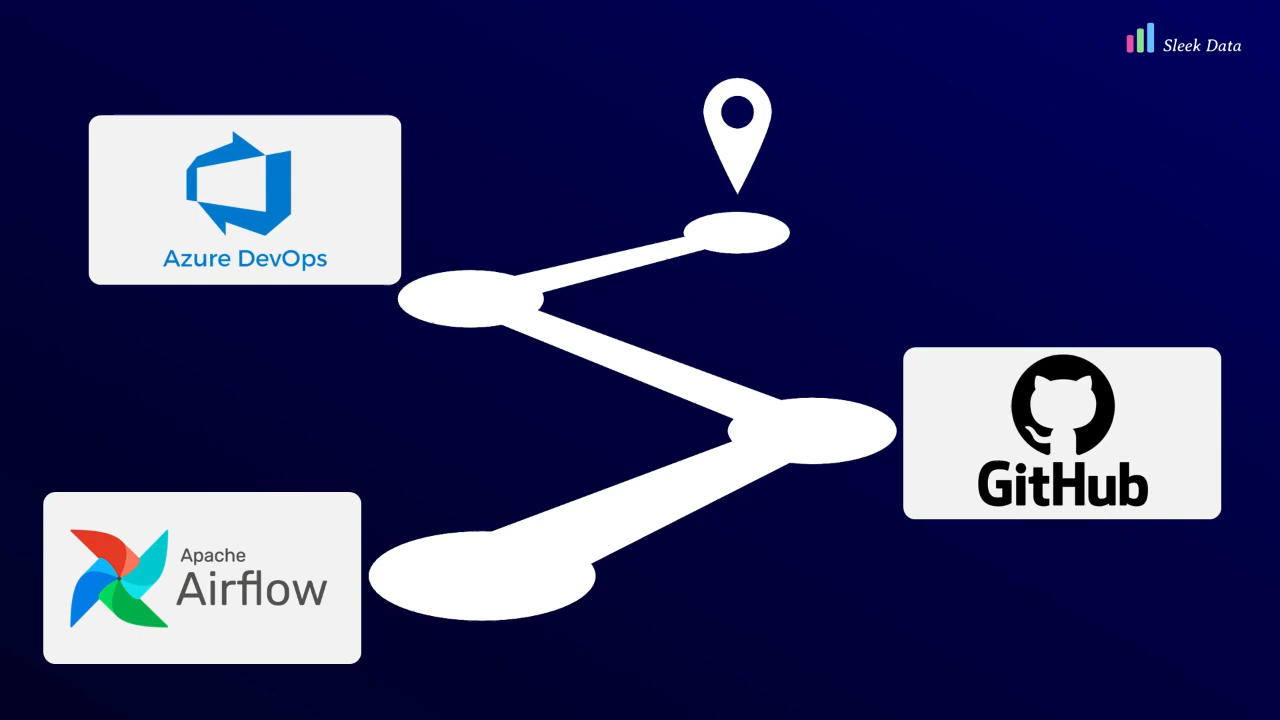 Sleek Data
Azure DevOps
GitHub
Apache
Airflow